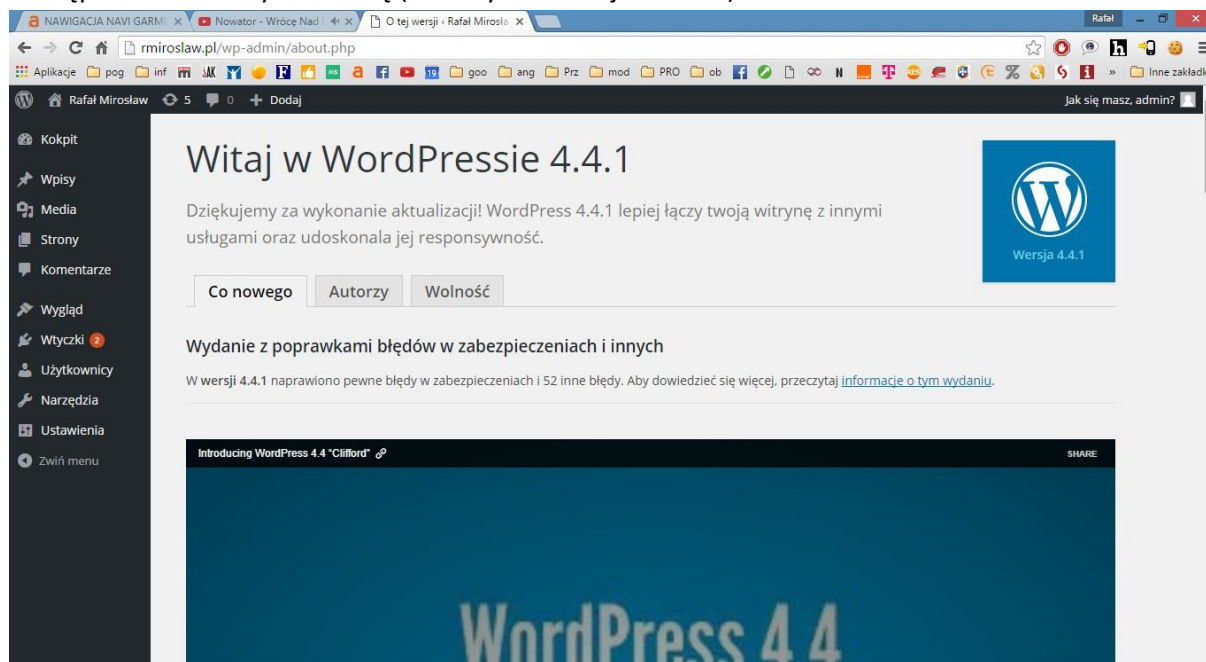 NAWIGACJA NAVI GARMI
Nowator - Wrócę Nad
O tej wersji ‹ Rafał Mirosła
Rafał
rmiroslaw.pl/wp-admin/about.php
Aplikacje pog inf goo ang Prz mod PRO ob Inne zakładk
Rafał Mirosław 5 0 + Dodaj Jak się masz, admin?
Kokpit
Wpisy
Media
Strony
Komentarze
Wygląd
Wtyczki 2
Użytkownicy
Narzędzia
Ustawienia
Zwiń menu
Witaj w WordPressie 4.4.1
Dziękujemy za wykonanie aktualizacji! WordPress 4.4.1 lepiej łączy twoją witrynę z innymi
usługami oraz udoskonala jej responsywność.
Wersja 4.4.1
Co nowego Autorzy Wolność
Wydanie z poprawkami błędów w zabezpieczeniach i innych
W wersji 4.4.1 naprawiono pewne błędy w zabezpieczeniach i 52 inne błędy. Aby dowiedzieć się więcej, przeczytaj informacje o tym wydaniu.
Introducing WordPress 4.4 "Clifford" SHARE
WordPress 4.4